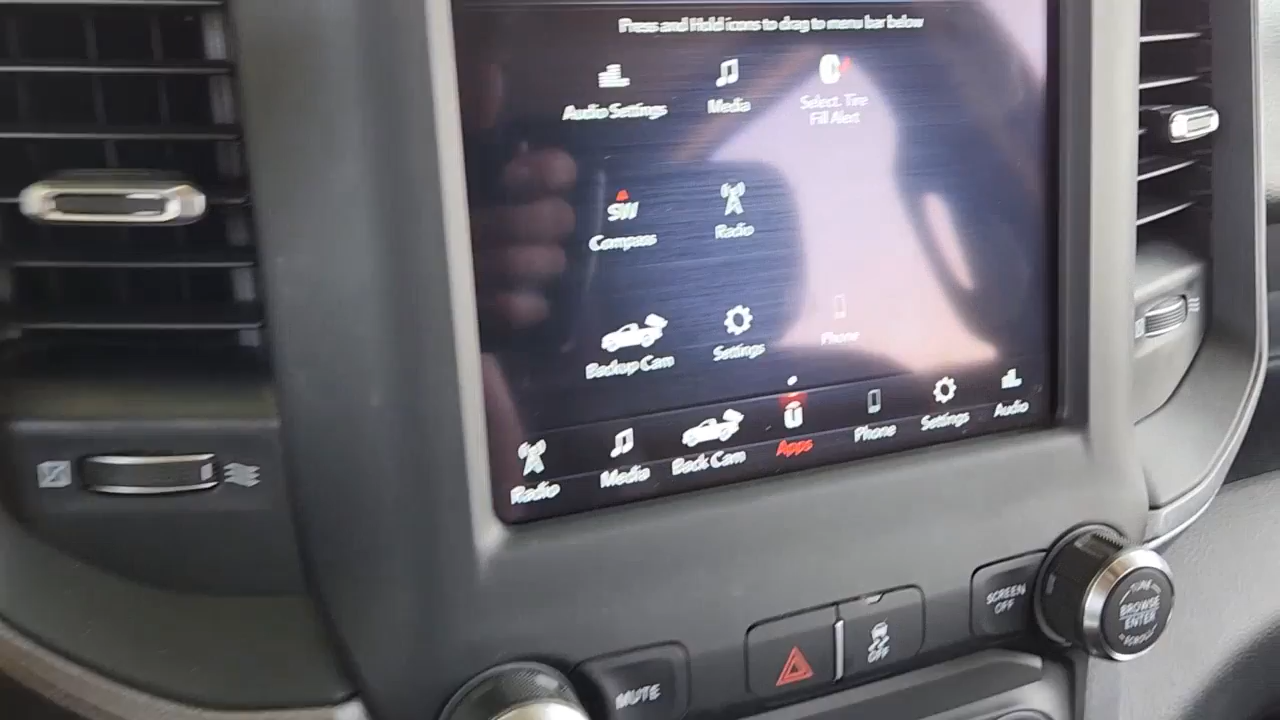 Press and Hold icons to drag to menu bar below
Audio Settings
Media
Select. Tire
Fill Alert
SW
Compass
Radio
Backup Cam
Settings
Phone
Radio
Media
Back Cam
Apps
Phone
Settings
Audio
MUTE
OFF
SCREEN
OFF
TUNE
BROWSE
ENTER
SCROLL